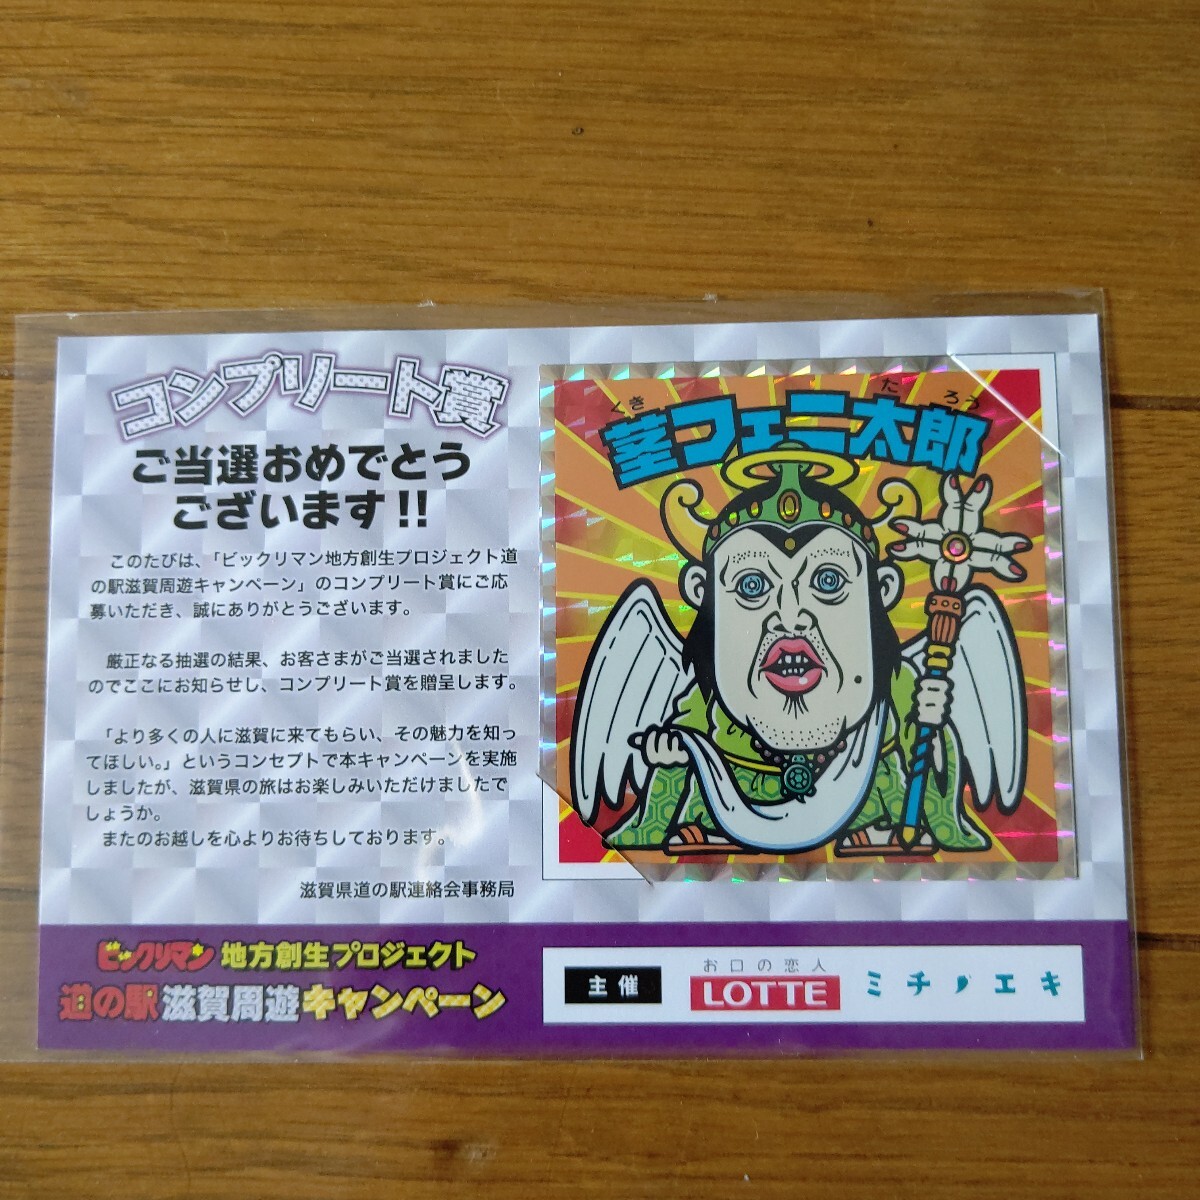 コンプリート賞
ご当選おめでとう
ございます!!
このたびは、「ビックリマン地方創生プロジェクト道
の駅滋賀周遊キャンペーン」のコンプリート賞にご応
募いただき、誠にありがとうございます。
厳正なる抽選の結果、お客さまがご当選されました
のでここにお知らせし、コンプリート賞を贈呈します。
「より多くの人に滋賀に来てもらい、その魅力を知っ
てほしい。」というコンセプトで本キャンペーンを実施
しましたが、滋賀県の旅はお楽しみいただけましたで
しょうか。
またのお越しを心よりお待ちしております。
滋賀県道の駅連絡会事務局
くき たろう
茎フェニ太郎
ビックリマン 地方創生プロジェクト
道の駅滋賀周遊キャンペーン
主催
お口の恋人
LOTTE
ミチノエキ